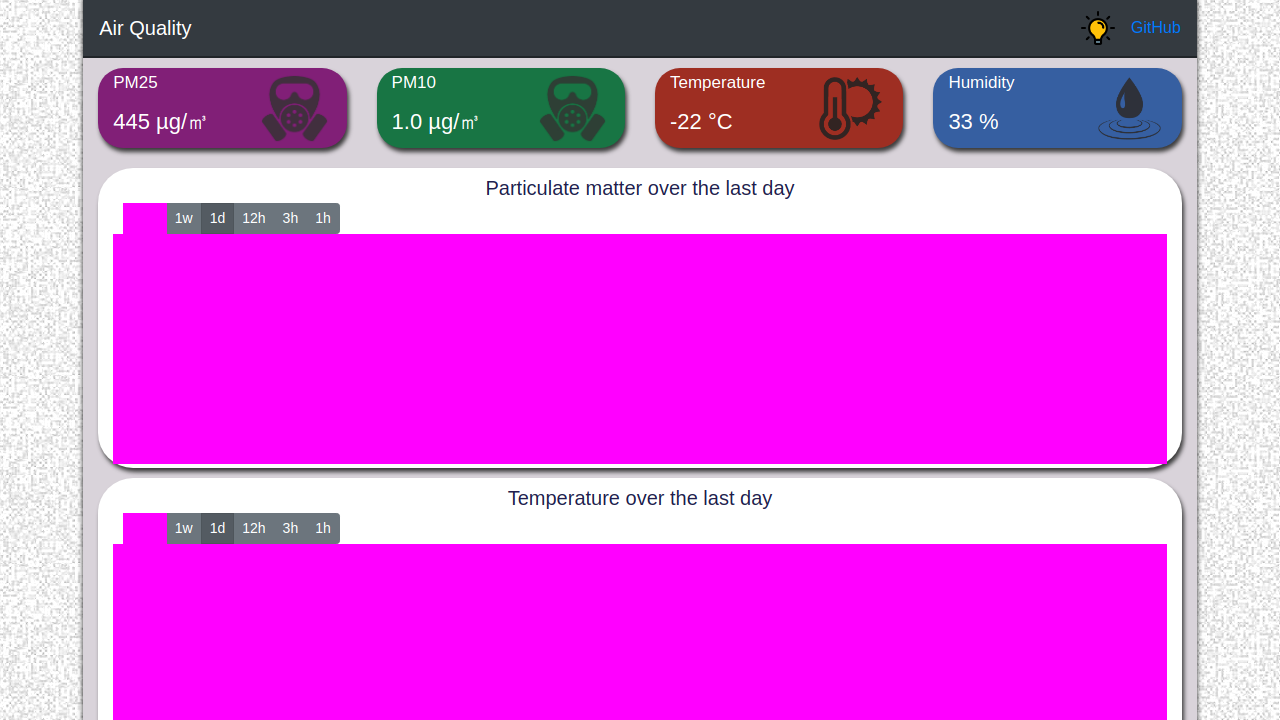 Air Quality
GitHub
PM25
445 µg/㎥
PM10
1.0 µg/㎥
Temperature
-22 °C
Humidity
33 %
Particulate matter over the last day
1w 1d 12h 3h 1h
Temperature over the last day
1w 1d 12h 3h 1h